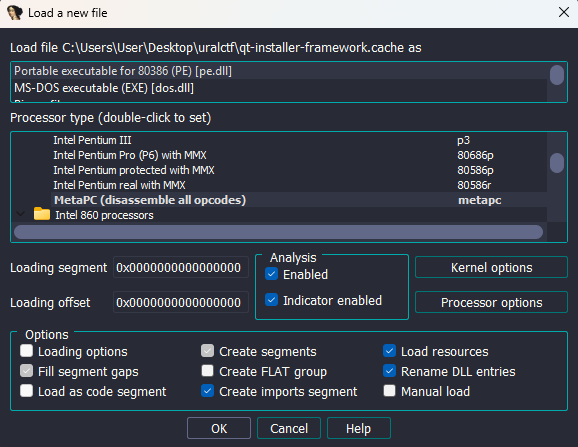 Load a new file
Load file C:\Users\User\Desktop\uralctf\qt-installer-framework.cache as
Portable executable for 80386 (PE) [pe.dll]
MS-DOS executable (EXE) [dos.dll]
Processor type (double-click to set)
Intel Pentium III p3
Intel Pentium Pro (P6) with MMX 80686p
Intel Pentium protected with MMX 80586p
Intel Pentium real with MMX 80586r
MetaPC (disassemble all opcodes) metapc
Intel 860 processors
Loading segment 0x0000000000000000
Loading offset 0x0000000000000000
Analysis
Enabled
Indicator enabled
Kernel options
Processor options
Options
Loading options Create segments Load resources
Fill segment gaps Create FLAT group Rename DLL entries
Load as code segment Create imports segment Manual load
OK Cancel Help